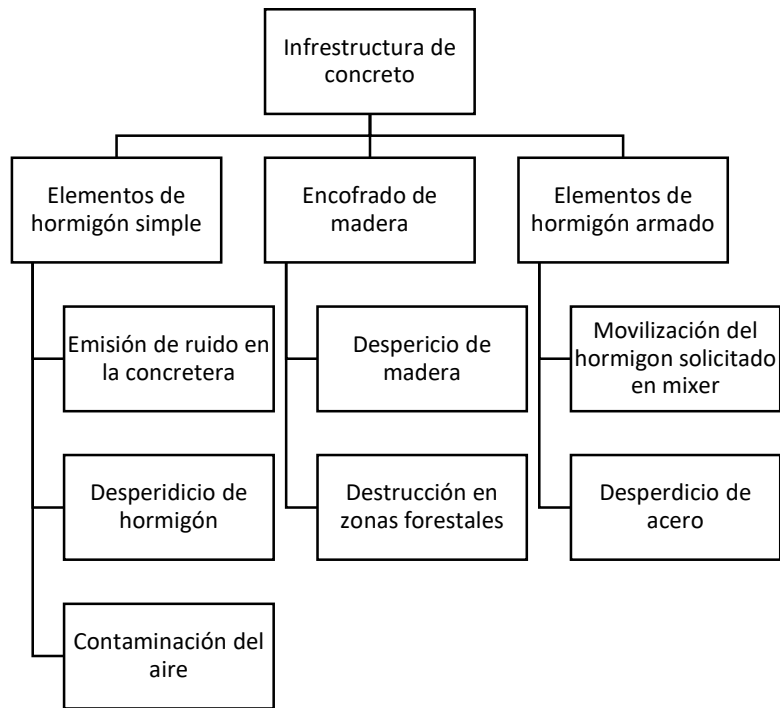 Infrestructura de
concreto
Elementos de
hormigón simple
Emisión de ruido en
la concretera
Desperidicio de
hormigón
Contaminación del
aire
Encofrado de
madera
Despericio de
madera
Destrucción en
zonas forestales
Elementos de
hormigón armado
Movilización del
hormigon solicitado
en mixer
Desperdicio de
acero